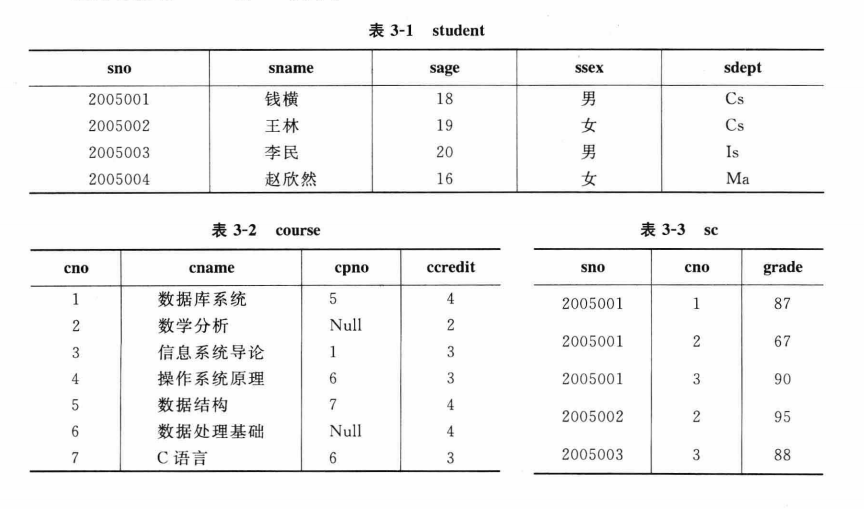 表 3-1 student
sno sname sage ssex sdept
2005001 钱横 18 男 Cs
2005002 王林 19 女 Cs
2005003 李民 20 男 Is
2005004 赵欣然 16 女 Ma
表 3-2 course
cno cname cpno ccredit
1 数据库系统 5 4
2 数学分析 Null 2
3 信息系统导论 1 3
4 操作系统原理 6 3
5 数据结构 7 4
6 数据处理基础 Null 4
7 C 语言 6 3
表 3-3 sc
sno cno grade
2005001 1 87
2005001 2 67
2005001 3 90
2005002 2 95
2005003 3 88